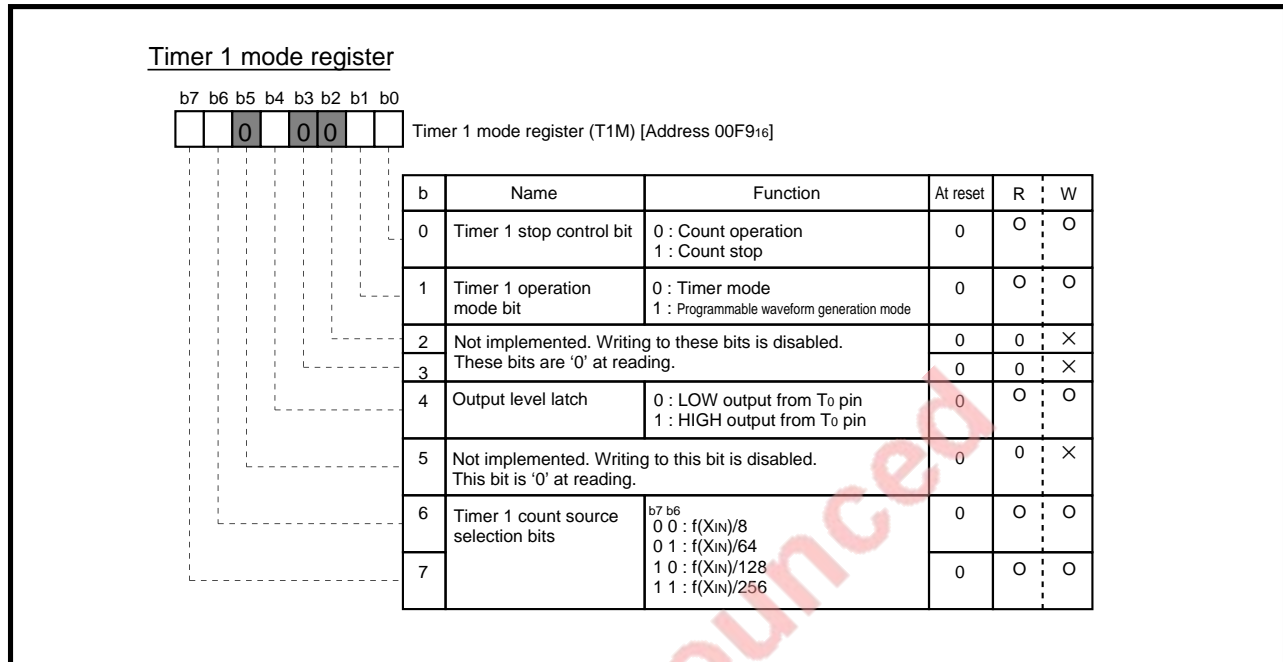 Timer 1 mode register
b7 b6 b5 b4 b3 b2 b1 b0
0 0 0
Timer 1 mode register (T1M) [Address 00F916]
b Name Function At reset R W
0 Timer 1 stop control bit 0 : Count operation 0 O O
1 : Count stop
1 Timer 1 operation 0 : Timer mode 0 O O
mode bit 1 : Programmable waveform generation mode
2 Not implemented. Writing to these bits is disabled. 0 0 ×
3 These bits are ‘0’ at reading. 0 0 ×
4 Output level latch 0 : LOW output from T0 pin 0 O O
1 : HIGH output from T0 pin
5 Not implemented. Writing to this bit is disabled. 0 0 ×
This bit is ‘0’ at reading.
6 Timer 1 count source b7 b6 0 O O
selection bits 0 0 : f(XIN)/8
0 1 : f(XIN)/64
7 1 0 : f(XIN)/128 0 O O
1 1 : f(XIN)/256
ounced